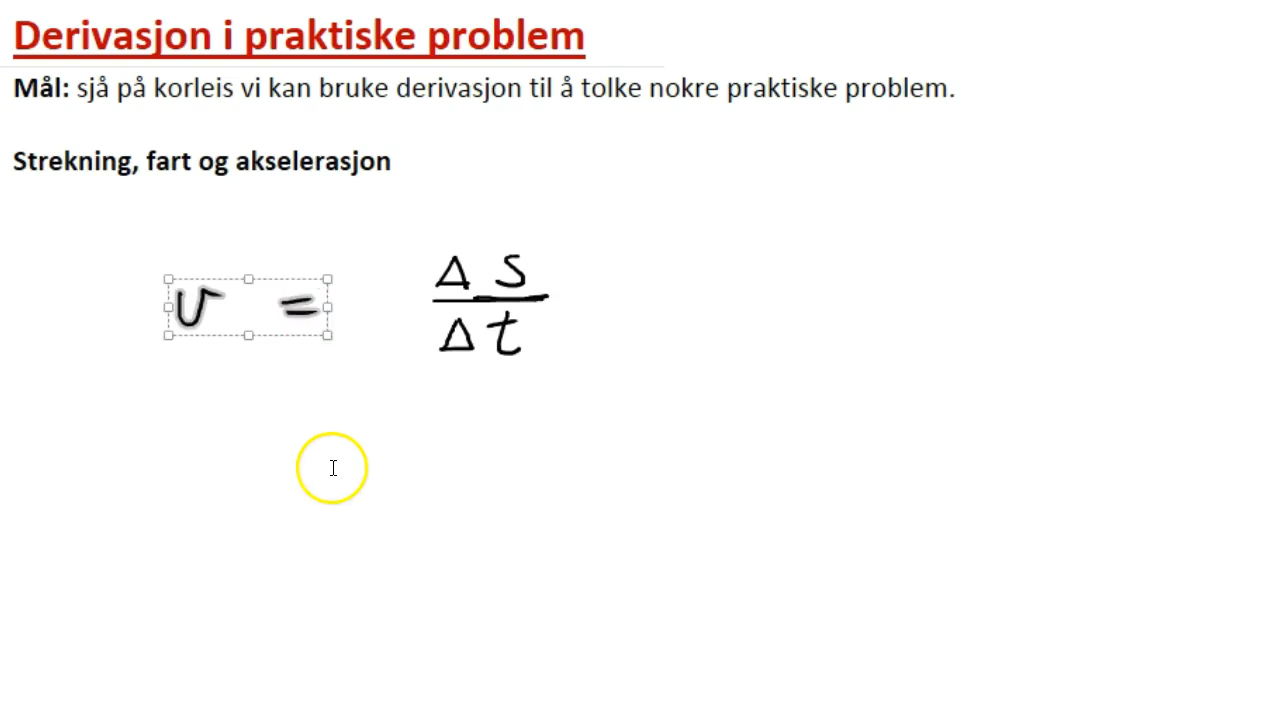 Derivasjon i praktiske problem
Mål: sjå på korleis vi kan bruke derivasjon til å tolke nokre praktiske problem.
Strekning, fart og akselerasjon
v = Δs
Δt